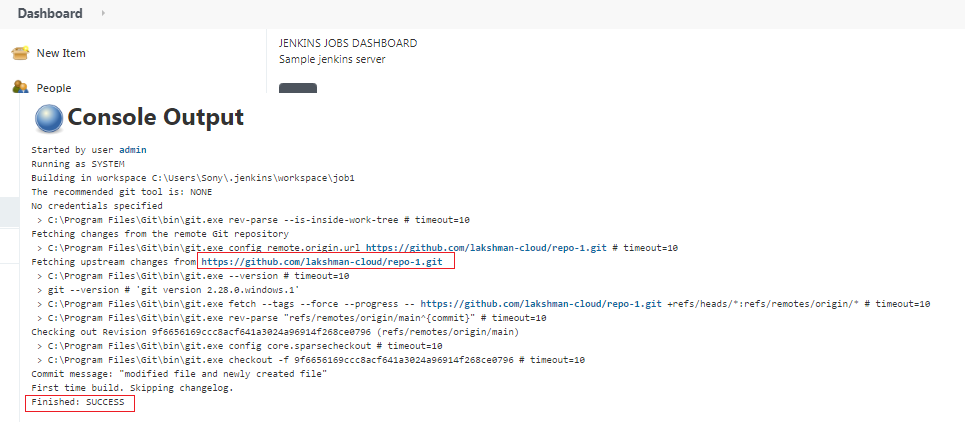 Dashboard
New Item
JENKINS JOBS DASHBOARD
Sample jenkins server
People
Console Output
Started by user admin
Running as SYSTEM
Building in workspace C:\Users\Sony\.jenkins\workspace\job1
The recommended git tool is: NONE
No credentials specified
> C:\Program Files\Git\bin\git.exe rev-parse --is-inside-work-tree # timeout=10
Fetching changes from the remote Git repository
> C:\Program Files\Git\bin\git.exe config remote.origin.url https://github.com/lakshman-cloud/repo-1.git # timeout=10
Fetching upstream changes from https://github.com/lakshman-cloud/repo-1.git
> C:\Program Files\Git\bin\git.exe --version # timeout=10
> git --version # 'git version 2.28.0.windows.1'
> C:\Program Files\Git\bin\git.exe fetch --tags --force --progress -- https://github.com/lakshman-cloud/repo-1.git +refs/heads/*:refs/remotes/origin/* # timeout=10
> C:\Program Files\Git\bin\git.exe rev-parse "refs/remotes/origin/main^{commit}" # timeout=10
Checking out Revision 9f6656169ccc8acf641a3024a96914f268ce0796 (refs/remotes/origin/main)
> C:\Program Files\Git\bin\git.exe config core.sparsecheckout # timeout=10
> C:\Program Files\Git\bin\git.exe checkout -f 9f6656169ccc8acf641a3024a96914f268ce0796 # timeout=10
Commit message: "modified file and newly created file"
First time build. Skipping changelog.
Finished: SUCCESS